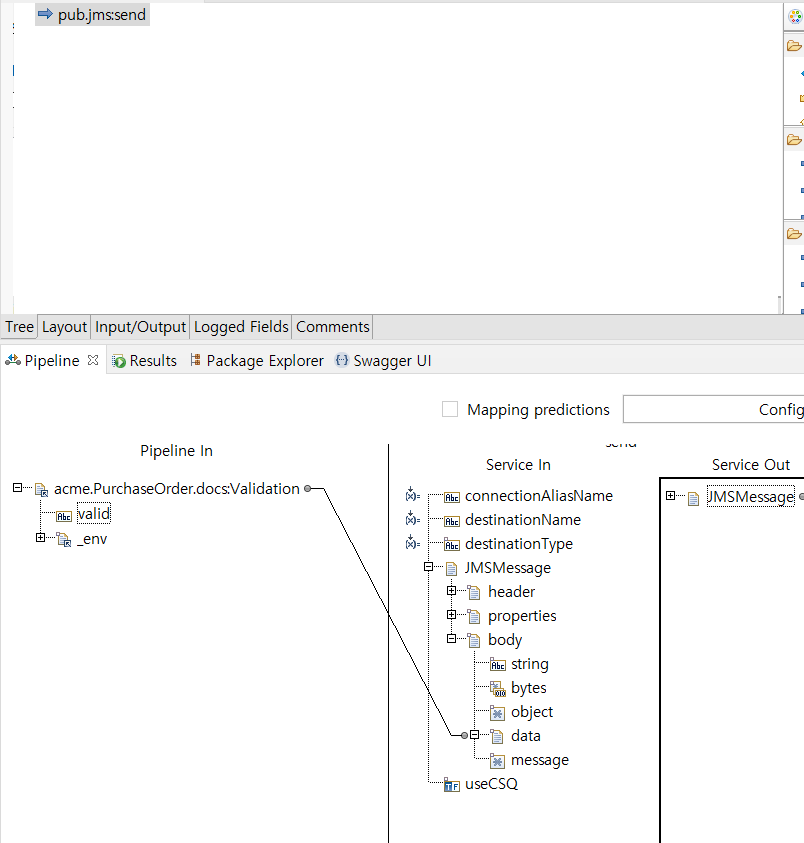 pub.jms:send
Tree Layout Input/Output Logged Fields Comments
Pipeline Results Package Explorer Swagger UI
Mapping predictions Config
send
Pipeline In
Service In
Service Out
acme.PurchaseOrder.docs:Validation
valid
_env
connectionAliasName
destinationName
destinationType
JMSMessage
header
properties
body
string
bytes
object
data
message
useCSQ
JMSMessage